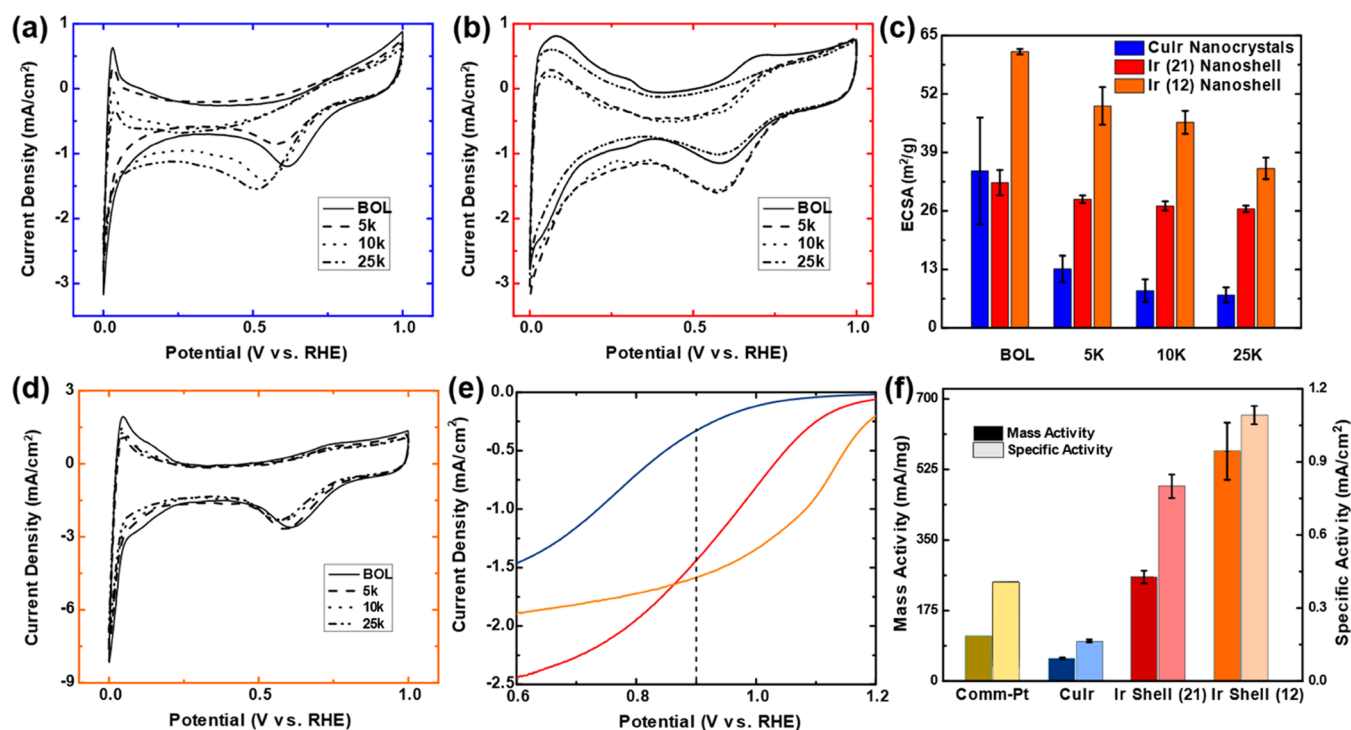 (a)
1
0
-1
-2
-3
Current Density (mA/cm²)
BOL
5k
10k
25k
0.0
0.5
1.0
Potential (V vs. RHE)
(b)
1
0
-1
-2
-3
Current Density (mA/cm²)
BOL
5k
10k
25k
0.0
0.5
1.0
Potential (V vs. RHE)
(c)
65
52
39
26
13
0
ECSA (m²/g)
CuIr Nanocrystals
Ir (21) Nanoshell
Ir (12) Nanoshell
BOL
5K
10K
25K
(d)
3
0
-3
-6
-9
Current Density (mA/cm²)
BOL
5k
10k
25k
0.0
0.5
1.0
Potential (V vs. RHE)
(e)
0.0
-0.5
-1.0
-1.5
-2.0
-2.5
Current Density (mA/cm²)
0.6
0.8
1.0
1.2
Potential (V vs. RHE)
(f)
700
525
350
175
0
Mass Activity (mA/mg)
Mass Activity
Specific Activity
1.2
0.9
0.6
0.3
0.0
Specific Activity (mA/cm²)
Comm-Pt
CuIr
Ir Shell (21)
Ir Shell (12)